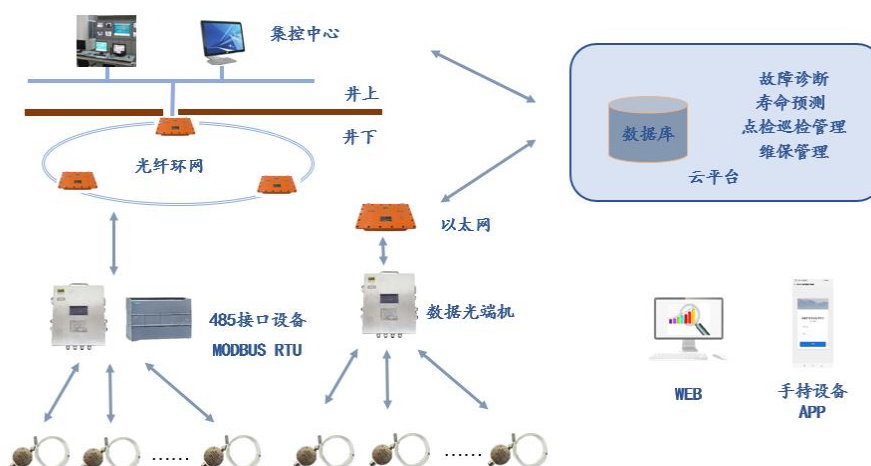 集控中心
井上
井下
光纤环网
以太网
485接口设备
MODBUS RTU
数据光端机
……
……
故障诊断
寿命预测
点检巡检管理
维保管理
数据库
云平台
WEB
手持设备
APP